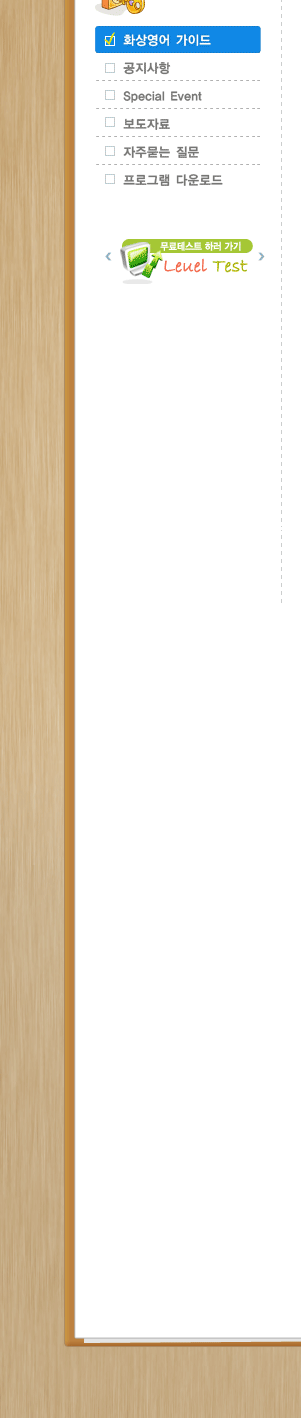 화상영어 가이드
공지사항
Special Event
보도자료
자주묻는 질문
프로그램 다운로드
무료테스트 하러 가기
Level Test